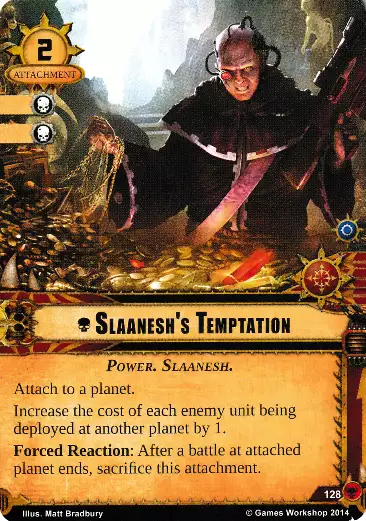 2
ATTACHMENT
SLAANESH'S TEMPTATION
POWER. SLAANESH.
Attach to a planet.
Increase the cost of each enemy unit being
deployed at another planet by 1.
Forced Reaction: After a battle at attached
planet ends, sacrifice this attachment.
128
Illus. Matt Bradbury
© Games Workshop 2014